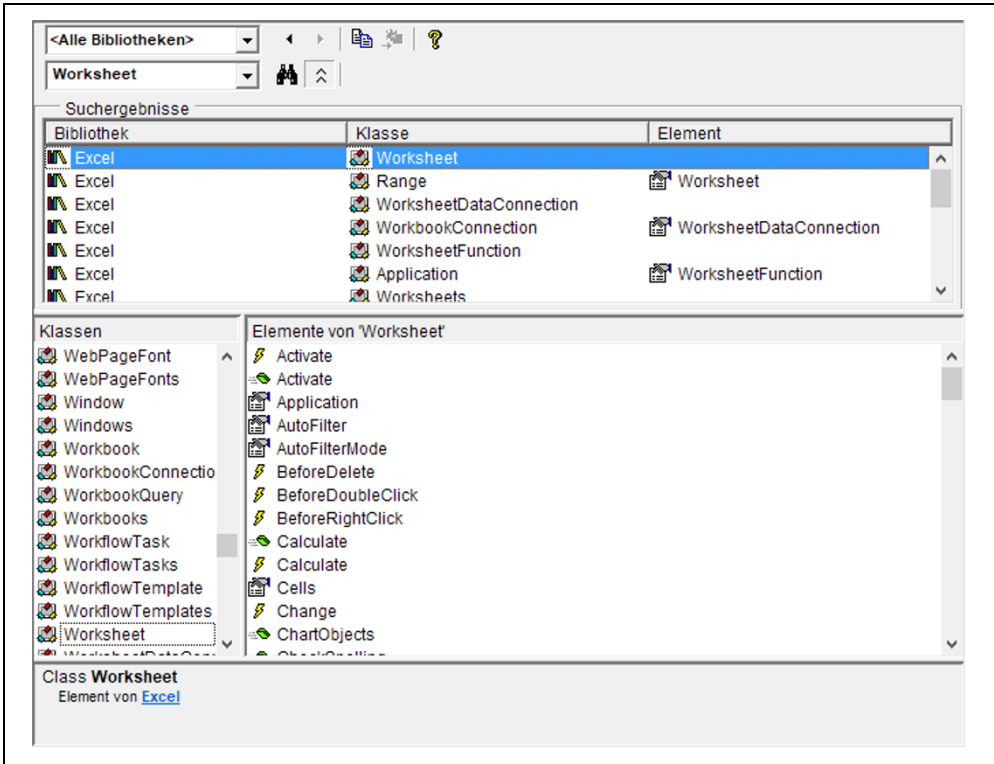 <Alle Bibliotheken>
Worksheet
Suchergebnisse
Bibliothek Klasse Element
Excel Worksheet
Excel Range Worksheet
Excel WorksheetDataConnection
Excel WorkbookConnection WorksheetDataConnection
Excel WorksheetFunction
Excel Application WorksheetFunction
Excel Worksheets
Klassen
WebPageFont
WebPageFonts
Window
Windows
Workbook
WorkbookConnectio
WorkbookQuery
Workbooks
WorkflowTask
WorkflowTasks
WorkflowTemplate
WorkflowTemplates
Worksheet
Elemente von 'Worksheet'
Activate
Activate
Application
AutoFilter
AutoFilterMode
BeforeDelete
BeforeDoubleClick
BeforeRightClick
Calculate
Calculate
Cells
Change
ChartObjects
CheckSpelling
Class Worksheet
Element von Excel